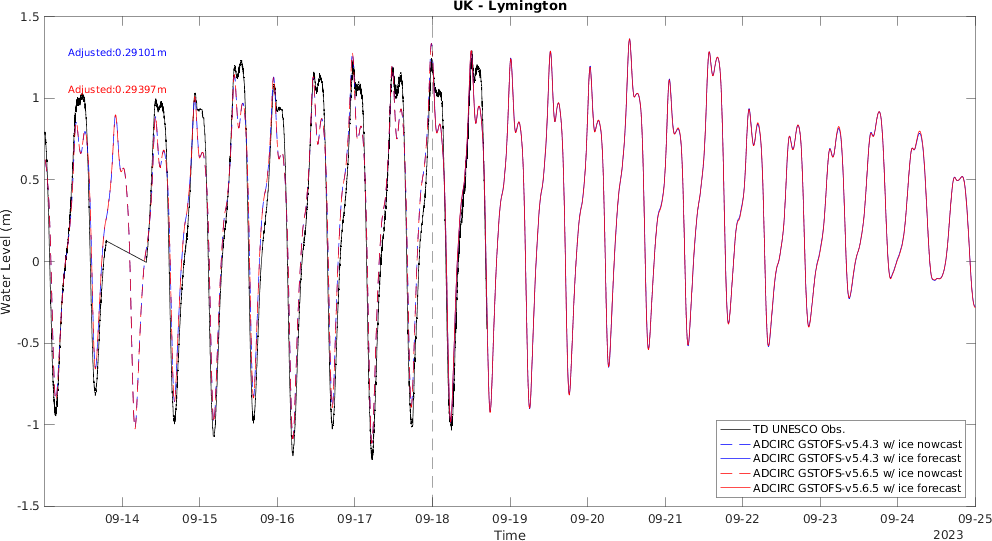 UK - Lymington
1.5
1
0.5
0
-0.5
-1
-1.5
Water Level (m)
Adjusted:0.29101m
Adjusted:0.29397m
TD UNESCO Obs.
ADCIRC GSTOFS-v5.4.3 w/ ice nowcast
ADCIRC GSTOFS-v5.4.3 w/ ice forecast
ADCIRC GSTOFS-v5.6.5 w/ ice nowcast
ADCIRC GSTOFS-v5.6.5 w/ ice forecast
09-14 09-15 09-16 09-17 09-18 09-19 09-20 09-21 09-22 09-23 09-24 09-25
Time
2023